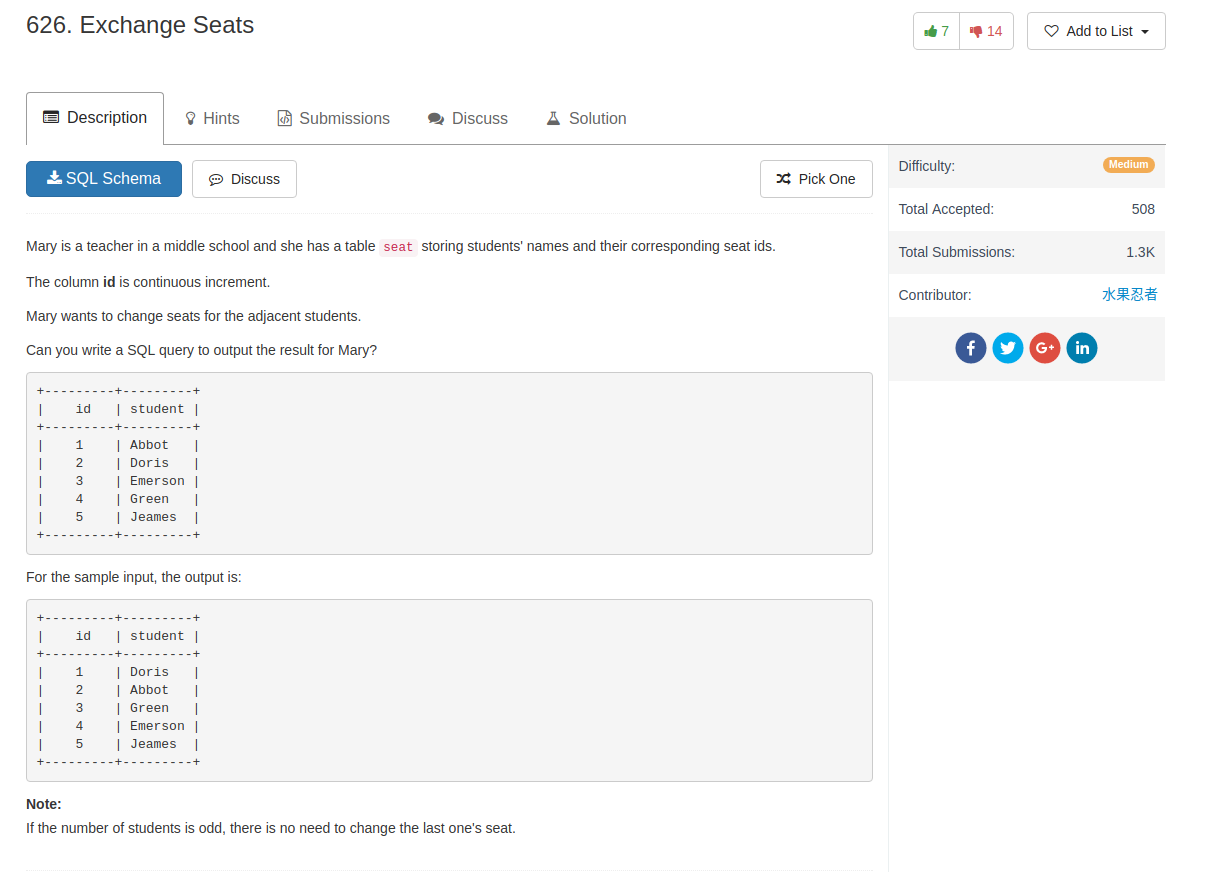 626. Exchange Seats
7
14
Add to List
Description
Hints
Submissions
Discuss
Solution
SQL Schema
Discuss
Pick One
Difficulty:
Medium
Total Accepted:
508
Total Submissions:
1.3K
Contributor:
水果忍者
Mary is a teacher in a middle school and she has a table seat storing students' names and their corresponding seat ids.
The column id is continuous increment.
Mary wants to change seats for the adjacent students.
Can you write a SQL query to output the result for Mary?
+---------+---------+
|    id   | student |
+---------+---------+
|    1    | Abbot   |
|    2    | Doris   |
|    3    | Emerson |
|    4    | Green   |
|    5    | Jeames  |
+---------+---------+
For the sample input, the output is:
+---------+---------+
|    id   | student |
+---------+---------+
|    1    | Doris   |
|    2    | Abbot   |
|    3    | Green   |
|    4    | Emerson |
|    5    | Jeames  |
+---------+---------+
Note:
If the number of students is odd, there is no need to change the last one's seat.